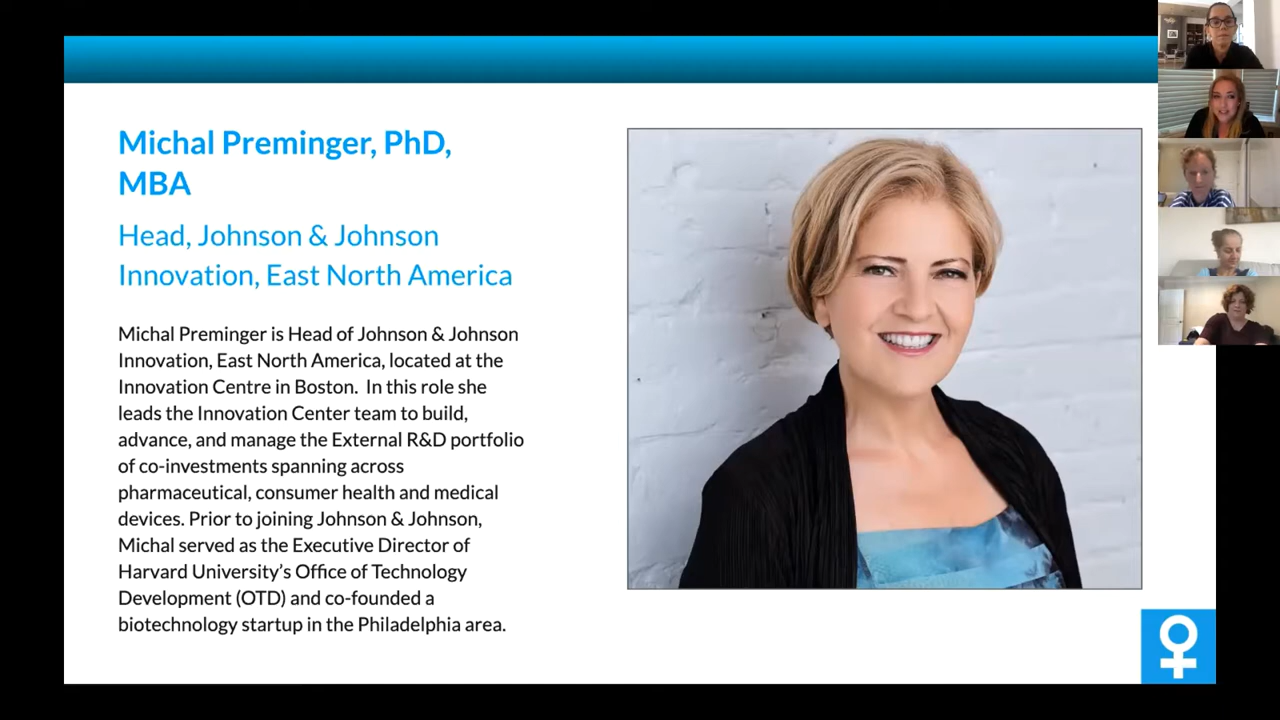 Michal Preminger, PhD,
MBA
Head, Johnson & Johnson
Innovation, East North America
Michal Preminger is Head of Johnson & Johnson
Innovation, East North America, located at the
Innovation Centre in Boston.  In this role she
leads the Innovation Center team to build,
advance, and manage the External R&D portfolio
of co-investments spanning across
pharmaceutical, consumer health and medical
devices. Prior to joining Johnson & Johnson,
Michal served as the Executive Director of
Harvard University’s Office of Technology
Development (OTD) and co-founded a
biotechnology startup in the Philadelphia area.